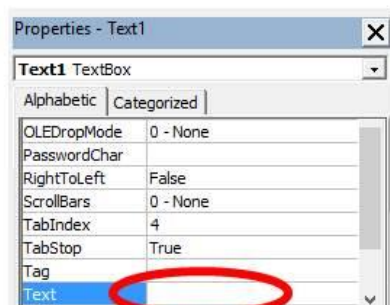 Properties - Text1
Text1 TextBox
Alphabetic Categorized
OLEDropMode 0 - None
PasswordChar
RightToLeft False
ScrollBars 0 - None
TabIndex 4
TabStop True
Tag
Text